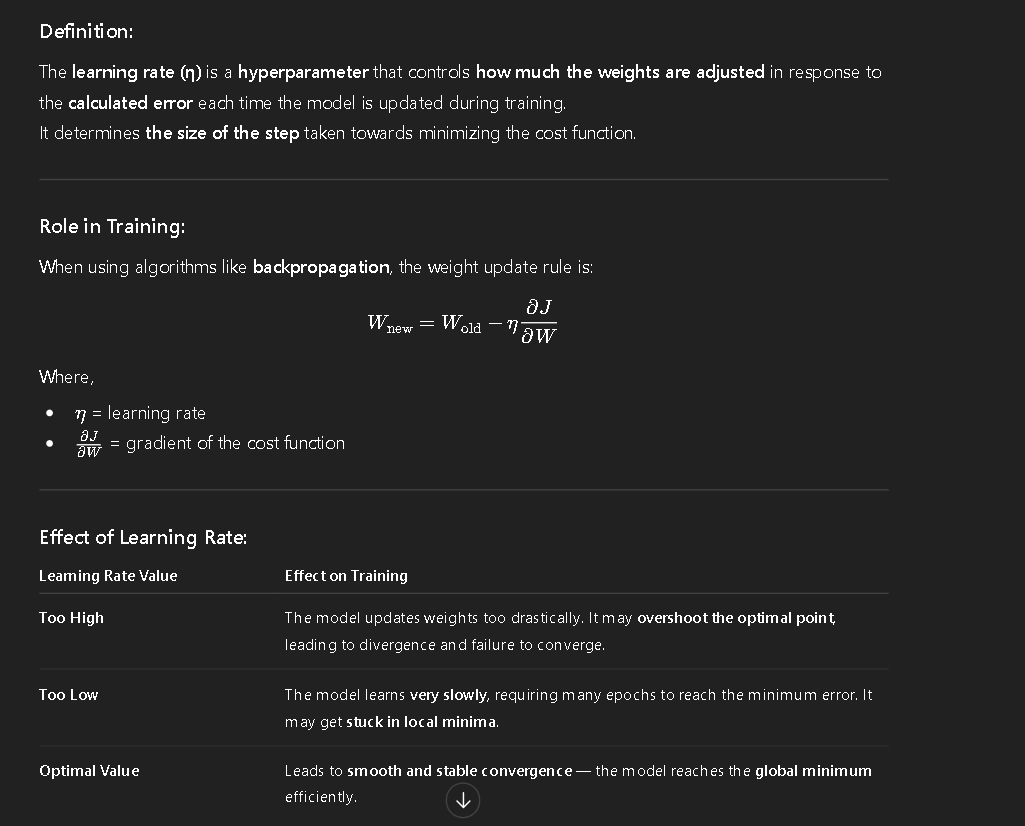 Definition:
The learning rate (η) is a hyperparameter that controls how much the weights are adjusted in response to
the calculated error each time the model is updated during training.
It determines the size of the step taken towards minimizing the cost function.
Role in Training:
When using algorithms like backpropagation, the weight update rule is:
W_new = W_old − η ∂J/∂W
Where,
• η = learning rate
• ∂J/∂W = gradient of the cost function
Effect of Learning Rate:
Learning Rate Value Effect on Training
Too High The model updates weights too drastically. It may overshoot the optimal point,
leading to divergence and failure to converge.
Too Low The model learns very slowly, requiring many epochs to reach the minimum error. It
may get stuck in local minima.
Optimal Value Leads to smooth and stable convergence — the model reaches the global minimum
efficiently.